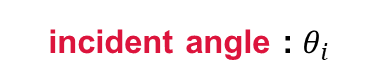 incident angle : θᵢ